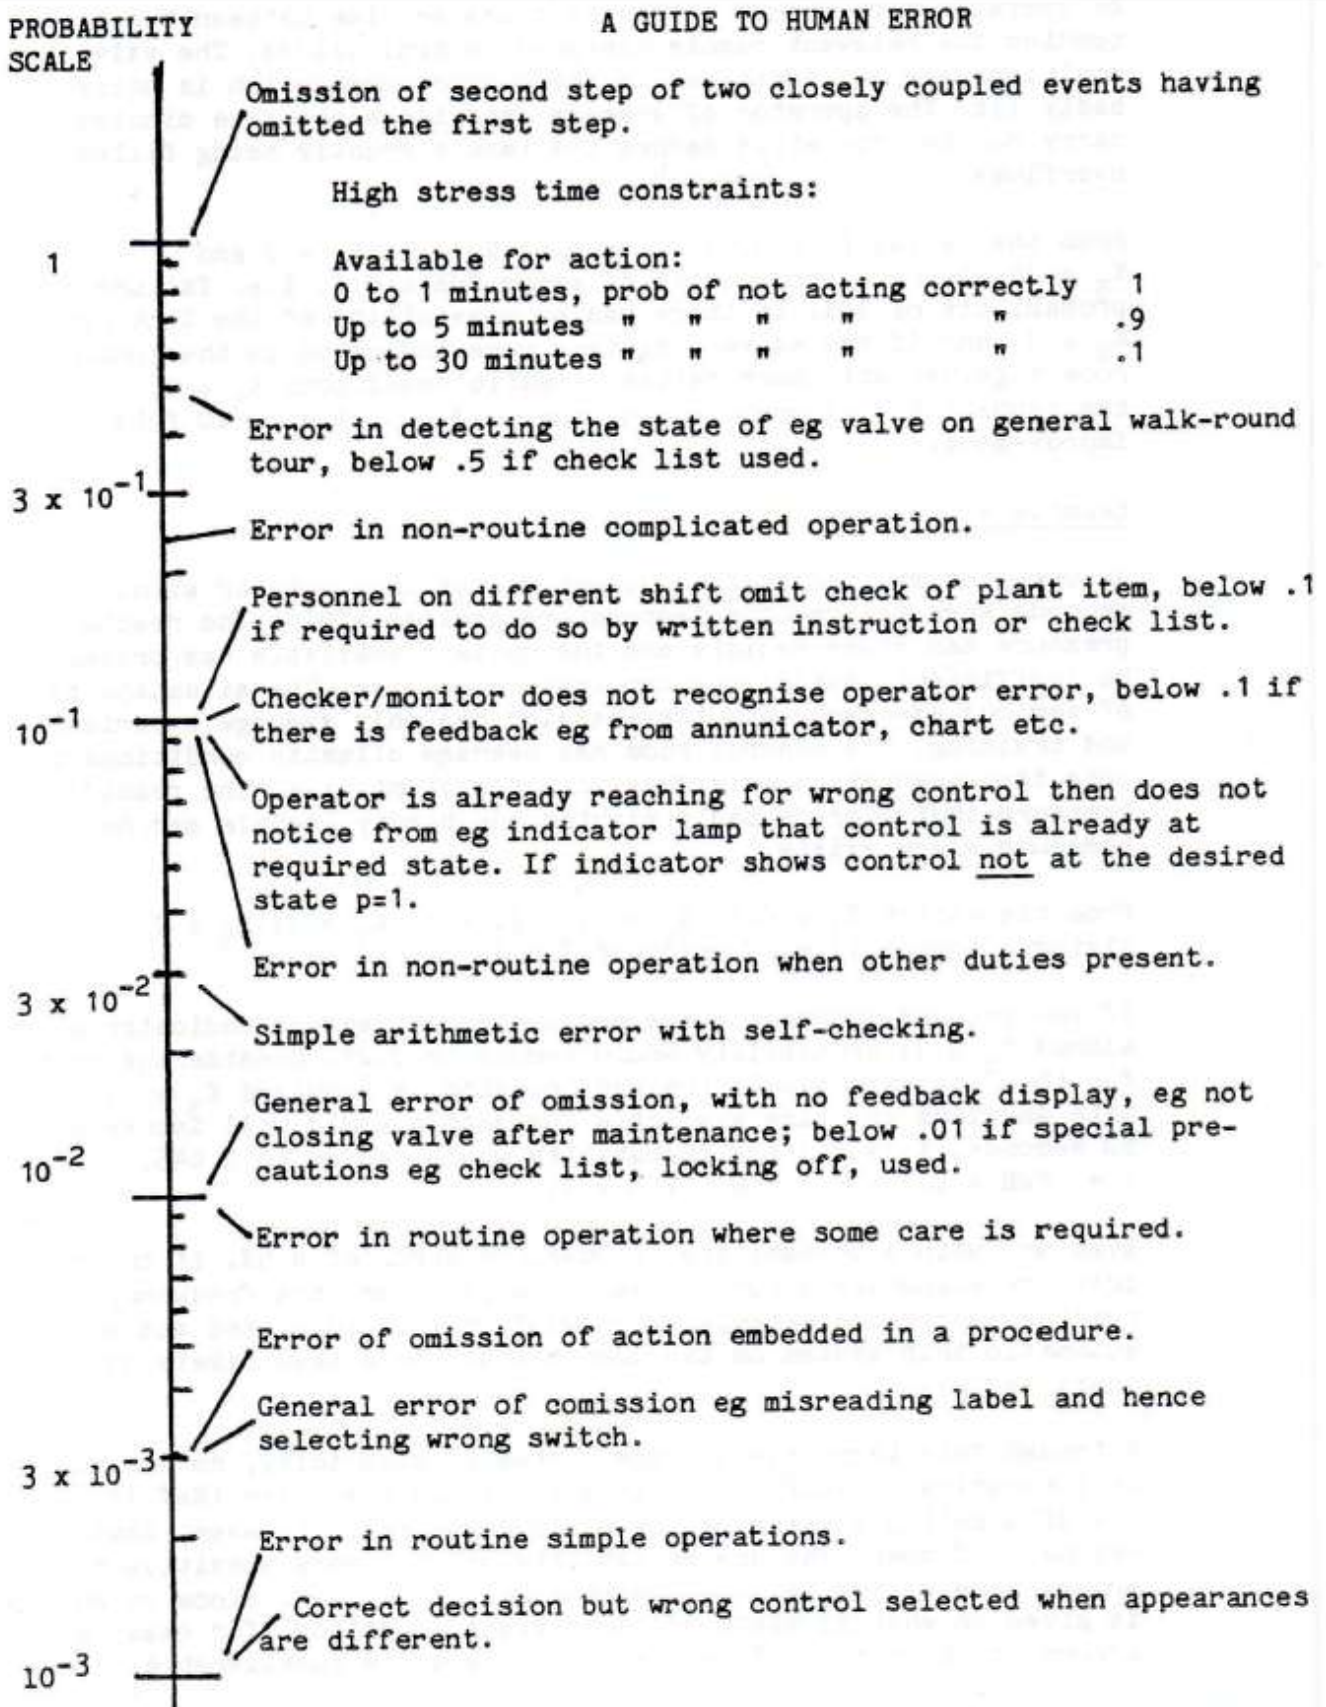 PROBABILITY
SCALE
A GUIDE TO HUMAN ERROR
Omission of second step of two closely coupled events having
omitted the first step.
High stress time constraints:
1
Available for action:
0 to 1 minutes, prob of not acting correctly 1
Up to 5 minutes " " " " " .9
Up to 30 minutes " " " " " .1
Error in detecting the state of eg valve on general walk-round
tour, below .5 if check list used.
3 x 10⁻¹
Error in non-routine complicated operation.
Personnel on different shift omit check of plant item, below .1
if required to do so by written instruction or check list.
Checker/monitor does not recognise operator error, below .1 if
there is feedback eg from annunicator, chart etc.
10⁻¹
Operator is already reaching for wrong control then does not
notice from eg indicator lamp that control is already at
required state. If indicator shows control not at the desired
state p=1.
Error in non-routine operation when other duties present.
3 x 10⁻²
Simple arithmetic error with self-checking.
General error of omission, with no feedback display, eg not
closing valve after maintenance; below .01 if special pre-
cautions eg check list, locking off, used.
10⁻²
Error in routine operation where some care is required.
Error of omission of action embedded in a procedure.
General error of comission eg misreading label and hence
selecting wrong switch.
3 x 10⁻³
Error in routine simple operations.
Correct decision but wrong control selected when appearances
are different.
10⁻³